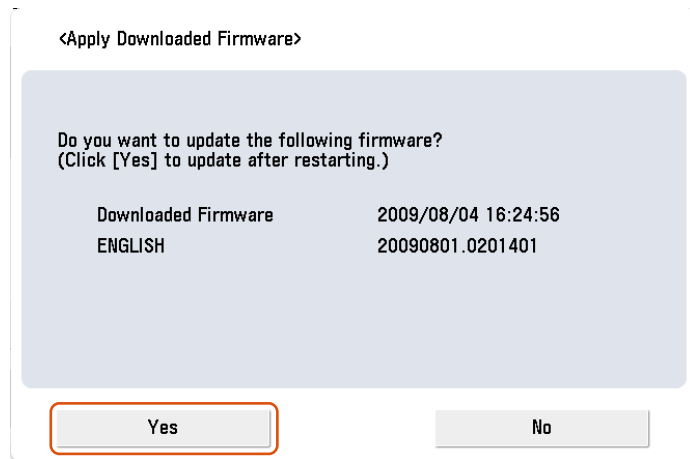 <Apply Downloaded Firmware>
Do you want to update the following firmware?
(Click [Yes] to update after restarting.)
Downloaded Firmware 2009/08/04 16:24:56
ENGLISH 20090801.0201401
Yes No